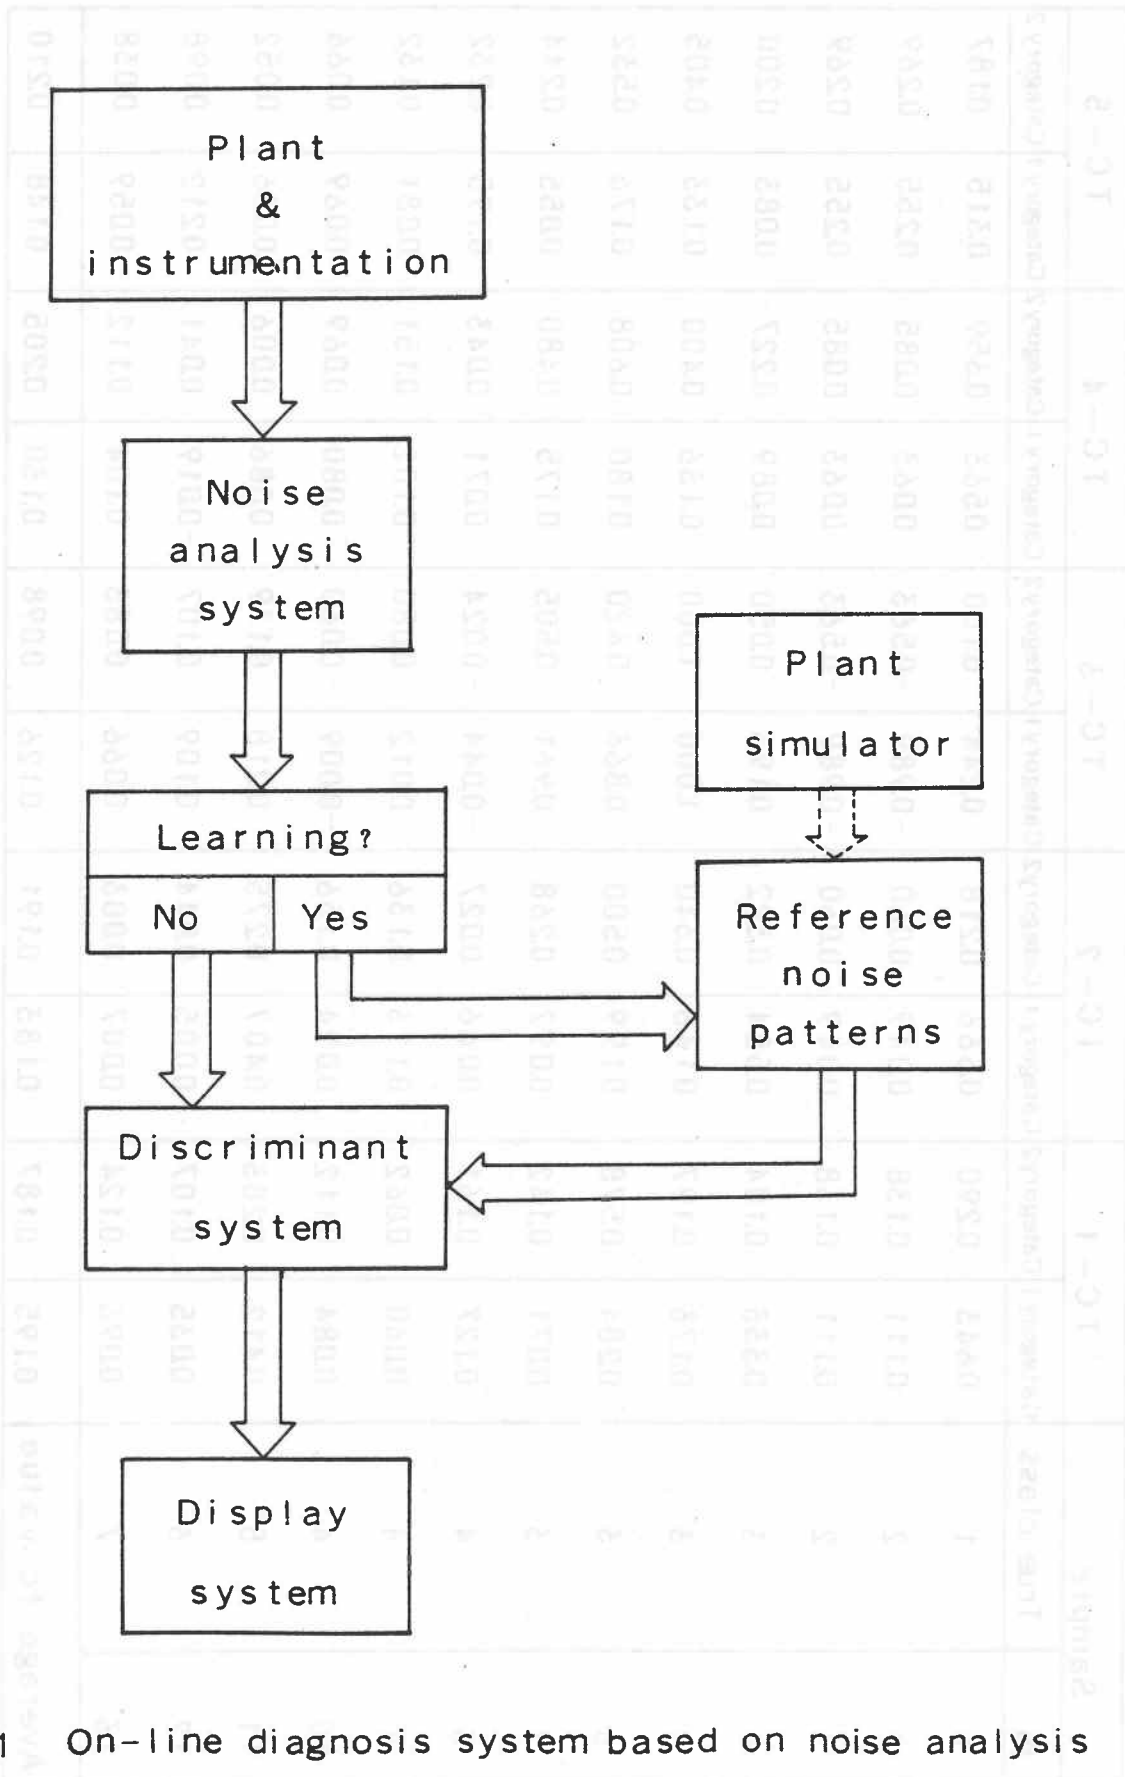 Plant
&
instrumentation
Noise
analysis
system
Plant
simulator
Learning?
No Yes
Reference
noise
patterns
Discriminant
system
Display
system
1 On-line diagnosis system based on noise analysis